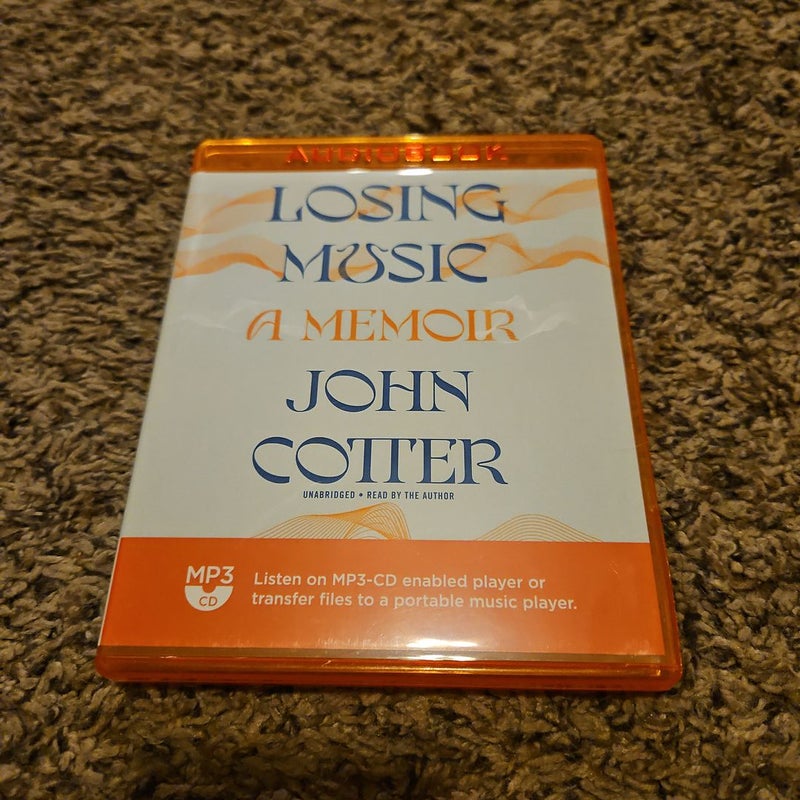 AUDIOBOOK
LOSING
MUSIC
A MEMOIR
JOHN
COTTER
UNABRIDGED • READ BY THE AUTHOR
MP3
CD
Listen on MP3-CD enabled player or
transfer files to a portable music player.